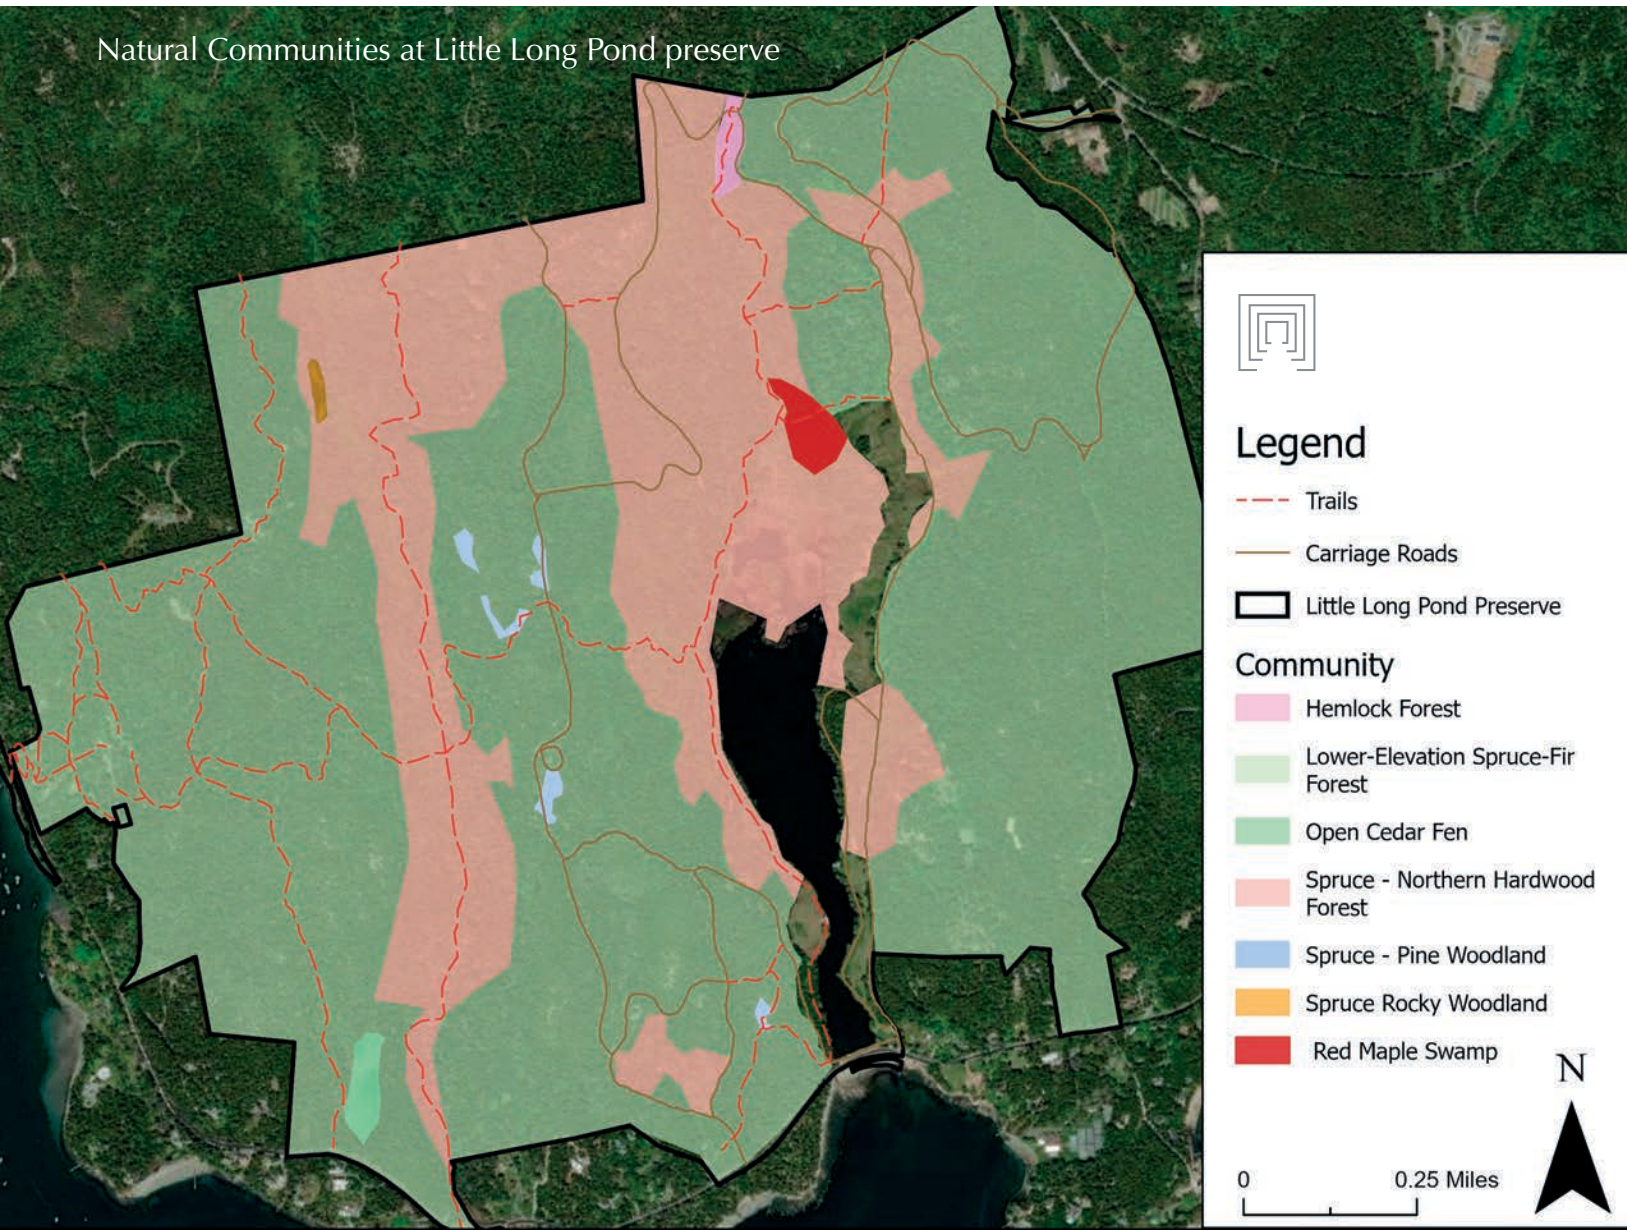 Natural Communities at Little Long Pond preserve
Legend
Trails
Carriage Roads
Little Long Pond Preserve
Community
Hemlock Forest
Lower-Elevation Spruce-Fir
Forest
Open Cedar Fen
Spruce - Northern Hardwood
Forest
Spruce - Pine Woodland
Spruce Rocky Woodland
Red Maple Swamp
N
0 0.25 Miles